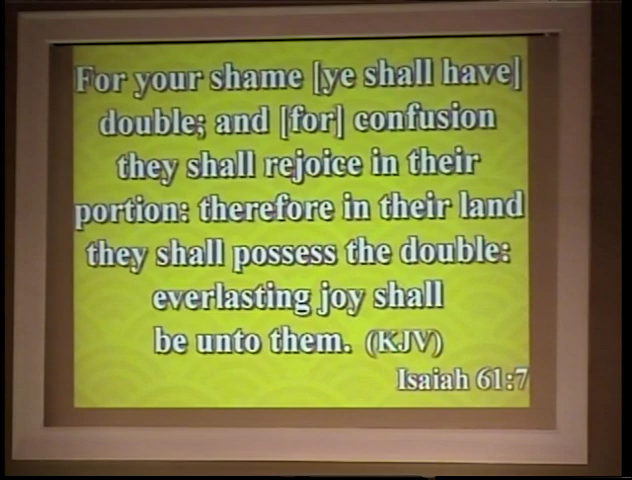 For your shame [ye shall have]
double; and [for] confusion
they shall rejoice in their
portion: therefore in their land
they shall possess the double:
everlasting joy shall
be unto them. (KJV)
Isaiah 61:7